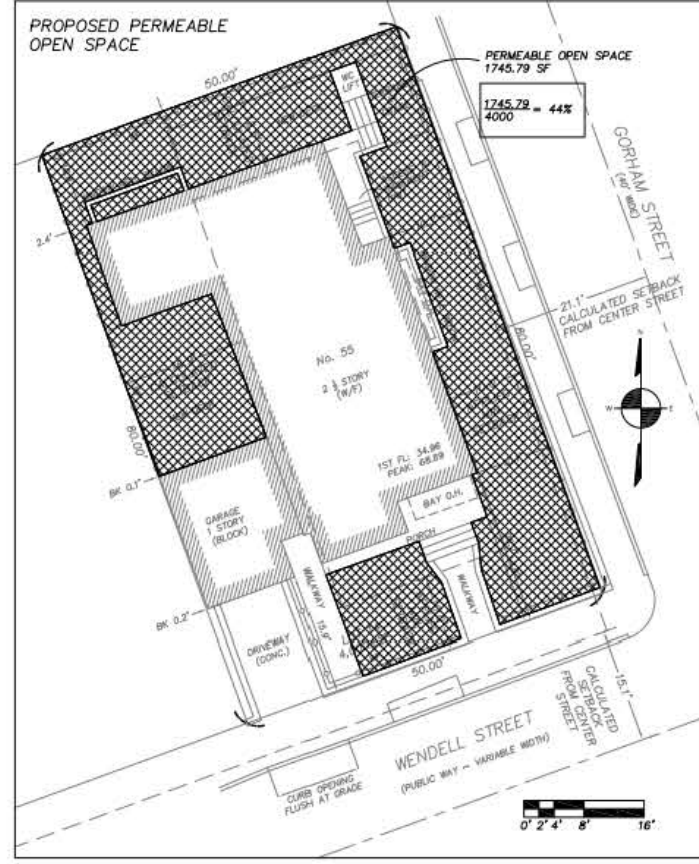 PROPOSED PERMEABLE
OPEN SPACE
50.00'
WC
LIFT
PERMEABLE OPEN SPACE
1745.79 SF
1745.79
4000
= 44%
GORHAM STREET
(40' WIDE)
2.4'
21.1'
CALCULATED SETBACK
FROM CENTER STREET
80.00'
N
W
E
No. 55
2 ½ STORY
(W/F)
80.00'
1ST FL: 34.96
PEAK: 68.89
BK 0.1'
BAY O.H.
GARAGE
1 STORY
(BLOCK)
PORCH
WALKWAY
WALKWAY
15.9'
BK 0.2'
DRIVEWAY
(CONC.)
50.00'
CALCULATED
SETBACK
FROM CENTER
STREET
15.1'
WENDELL STREET
(PUBLIC WAY - VARIABLE WIDTH)
CURB OPENING
FLUSH AT GRADE
0' 2' 4' 8' 16'